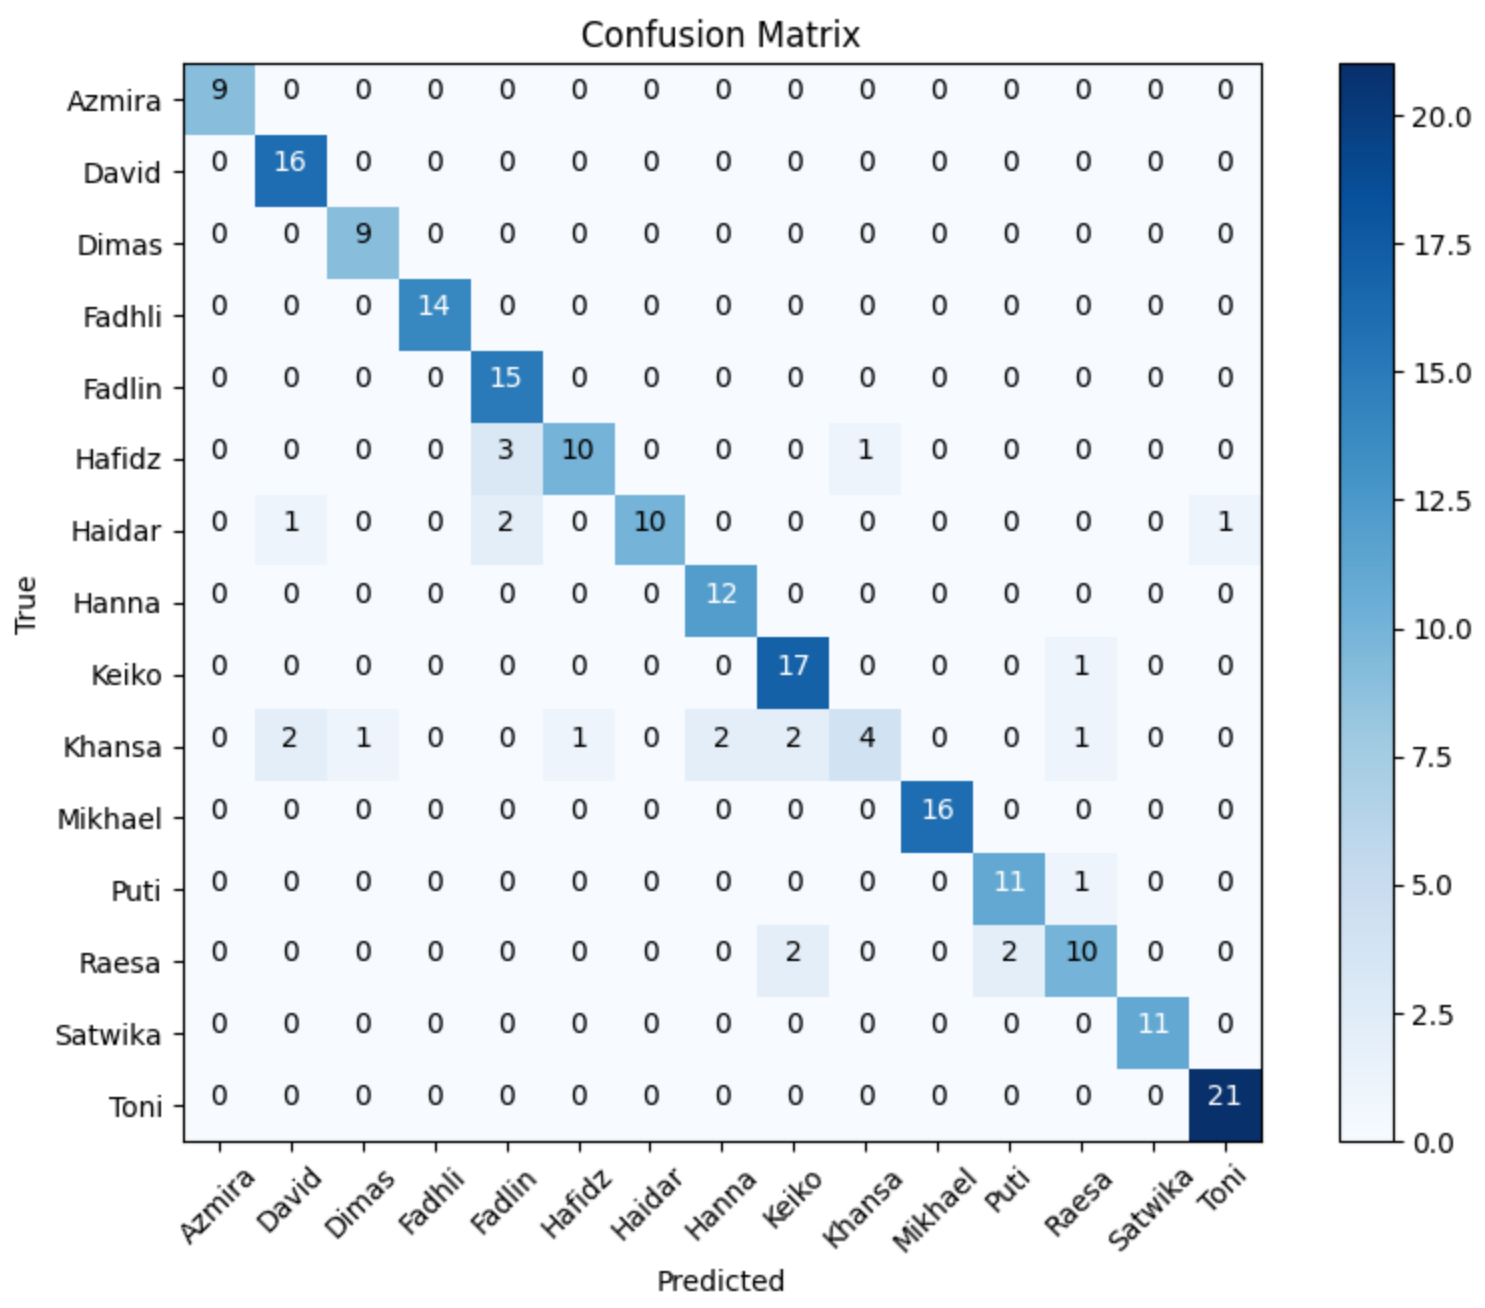 Confusion Matrix
Azmira 9 0 0 0 0 0 0 0 0 0 0 0 0 0 0
David 0 16 0 0 0 0 0 0 0 0 0 0 0 0 0
Dimas 0 0 9 0 0 0 0 0 0 0 0 0 0 0 0
Fadhli 0 0 0 14 0 0 0 0 0 0 0 0 0 0 0
Fadlin 0 0 0 0 15 0 0 0 0 0 0 0 0 0 0
Hafidz 0 0 0 0 3 10 0 0 0 1 0 0 0 0 0
Haidar 0 1 0 0 2 0 10 0 0 0 0 0 0 0 1
Hanna 0 0 0 0 0 0 0 12 0 0 0 0 0 0 0
Keiko 0 0 0 0 0 0 0 0 17 0 0 0 1 0 0
Khansa 0 2 1 0 0 1 0 2 2 4 0 0 1 0 0
Mikhael 0 0 0 0 0 0 0 0 0 0 16 0 0 0 0
Puti 0 0 0 0 0 0 0 0 0 0 0 11 1 0 0
Raesa 0 0 0 0 0 0 0 0 2 0 0 2 10 0 0
Satwika 0 0 0 0 0 0 0 0 0 0 0 0 0 11 0
Toni 0 0 0 0 0 0 0 0 0 0 0 0 0 0 21
True
Azmira David Dimas Fadhli Fadlin Hafidz Haidar Hanna Keiko Khansa Mikhael Puti Raesa Satwika Toni
Predicted
20.0
17.5
15.0
12.5
10.0
7.5
5.0
2.5
0.0